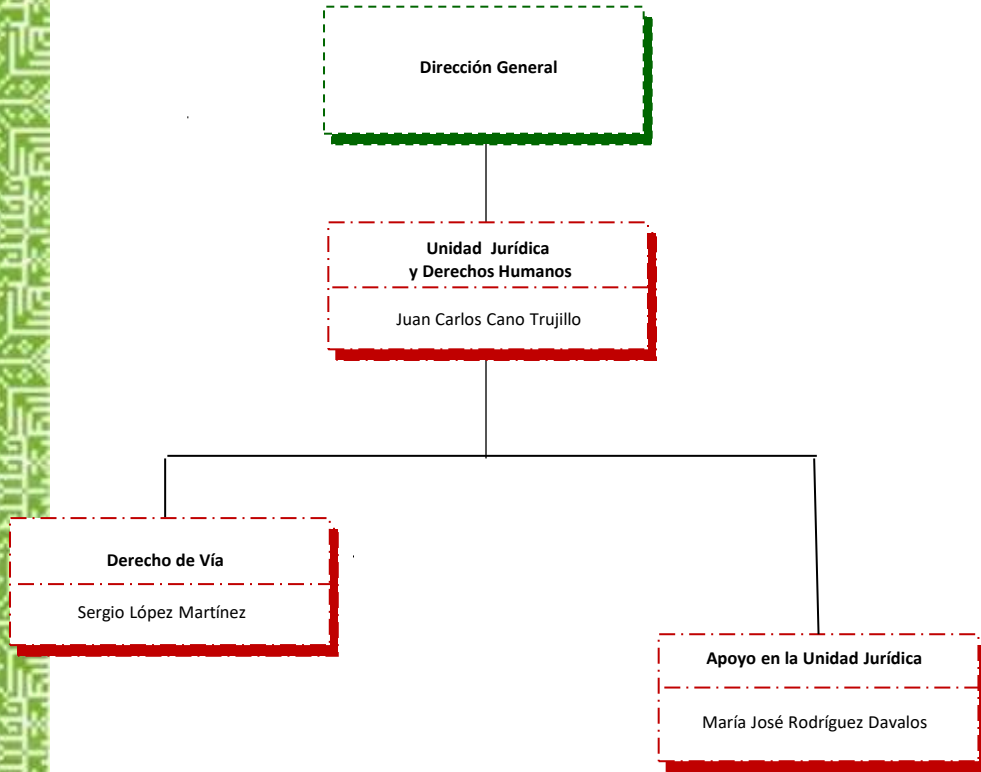 Dirección General
Unidad Jurídica
y Derechos Humanos
Juan Carlos Cano Trujillo
Derecho de Vía
Sergio López Martínez
Apoyo en la Unidad Jurídica
María José Rodríguez Davalos